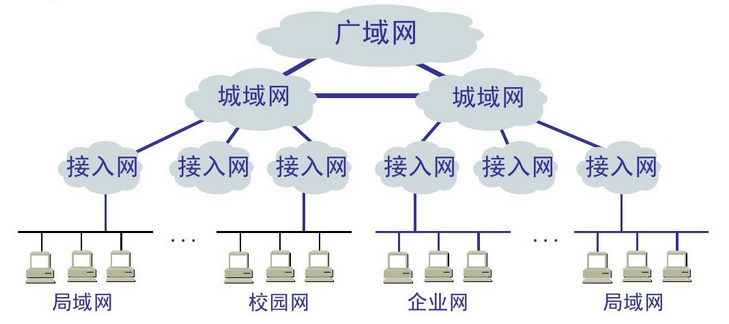 广域网
城域网 城域网
接入网 接入网 接入网 接入网 接入网 接入网
... ...
局域网 校园网 企业网 局域网